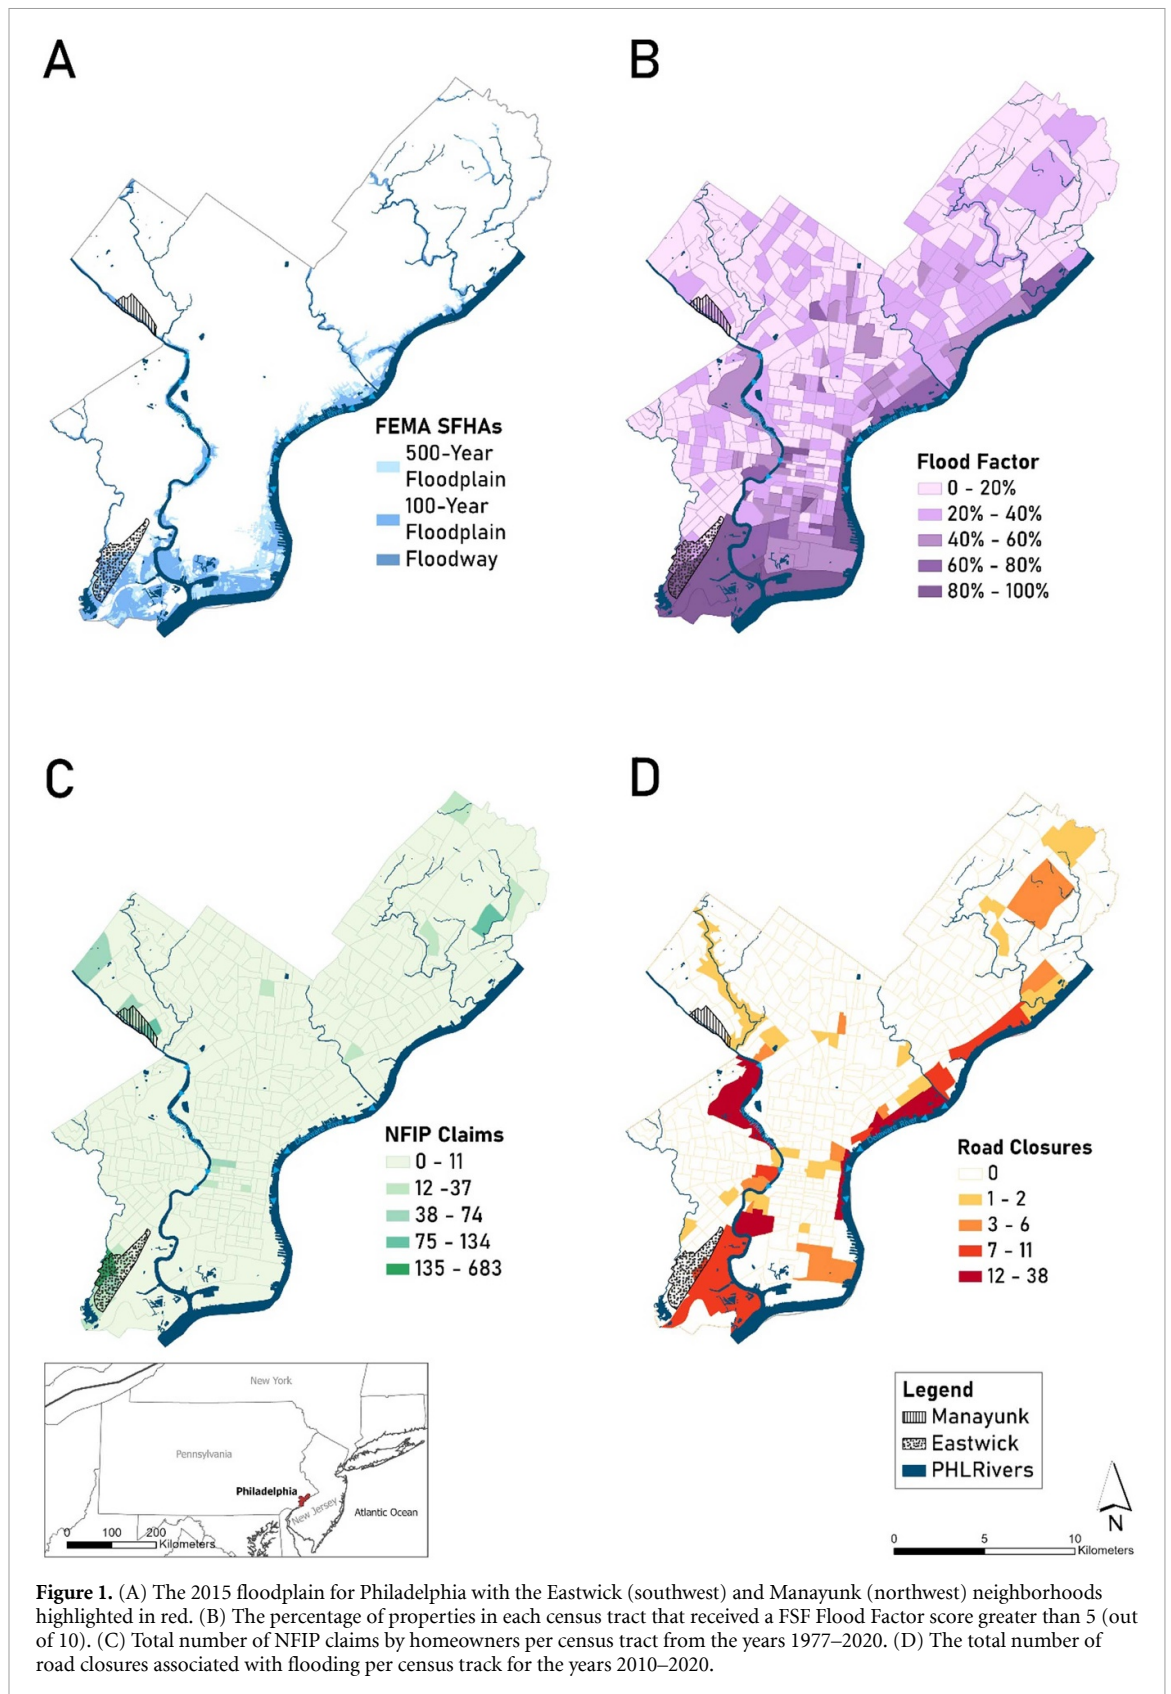 A
B
FEMA SFHAs
500-Year
Floodplain
100-Year
Floodplain
Floodway
Flood Factor
0 - 20%
20% - 40%
40% - 60%
60% - 80%
80% - 100%
C
D
NFIP Claims
0 - 11
12 -37
38 - 74
75 - 134
135 - 683
Road Closures
0
1 - 2
3 - 6
7 - 11
12 - 38
New York
Pennsylvania
Philadelphia
New Jersey
Atlantic Ocean
0 100 200
Kilometers
Legend
Manayunk
Eastwick
PHLRivers
N
0 5 10
Kilometers
Figure 1. (A) The 2015 floodplain for Philadelphia with the Eastwick (southwest) and Manayunk (northwest) neighborhoods
highlighted in red. (B) The percentage of properties in each census tract that received a FSF Flood Factor score greater than 5 (out
of 10). (C) Total number of NFIP claims by homeowners per census tract from the years 1977–2020. (D) The total number of
road closures associated with flooding per census track for the years 2010–2020.